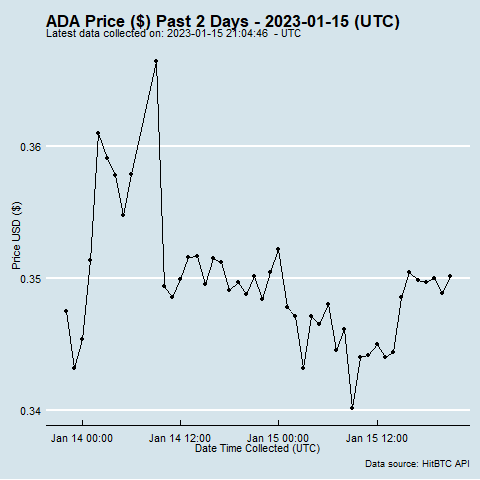 ADA Price ($) Past 2 Days - 2023-01-15 (UTC)
Latest data collected on: 2023-01-15 21:04:46  - UTC
Price USD ($)
0.36
0.35
0.34
Jan 14 00:00
Jan 14 12:00
Jan 15 00:00
Jan 15 12:00
Date Time Collected (UTC)
Data source: HitBTC API